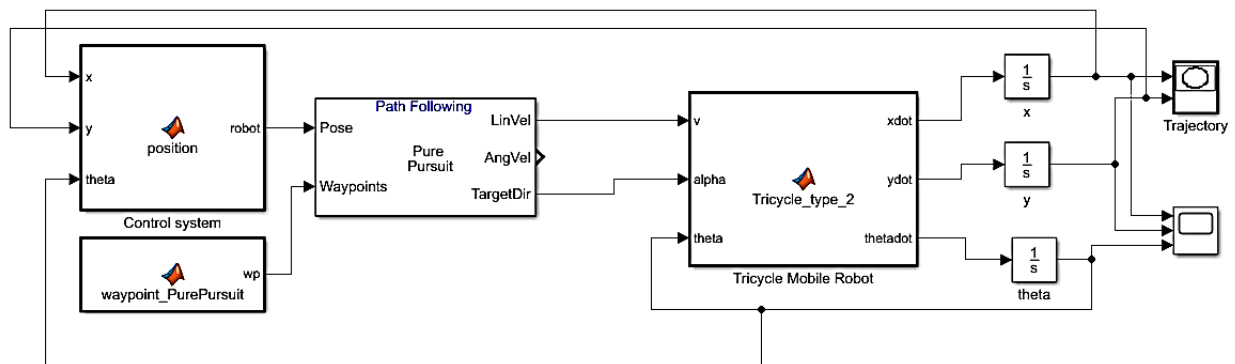 x
y
theta
robot
position
Control system
wp
waypoint_PurePursuit
Path Following
Pose
Waypoints
Pure
Pursuit
LinVel
AngVel
TargetDir
v
alpha
theta
Tricycle_type_2
xdot
ydot
thetadot
Tricycle Mobile Robot
1
s
x
1
s
y
1
s
theta
Trajectory